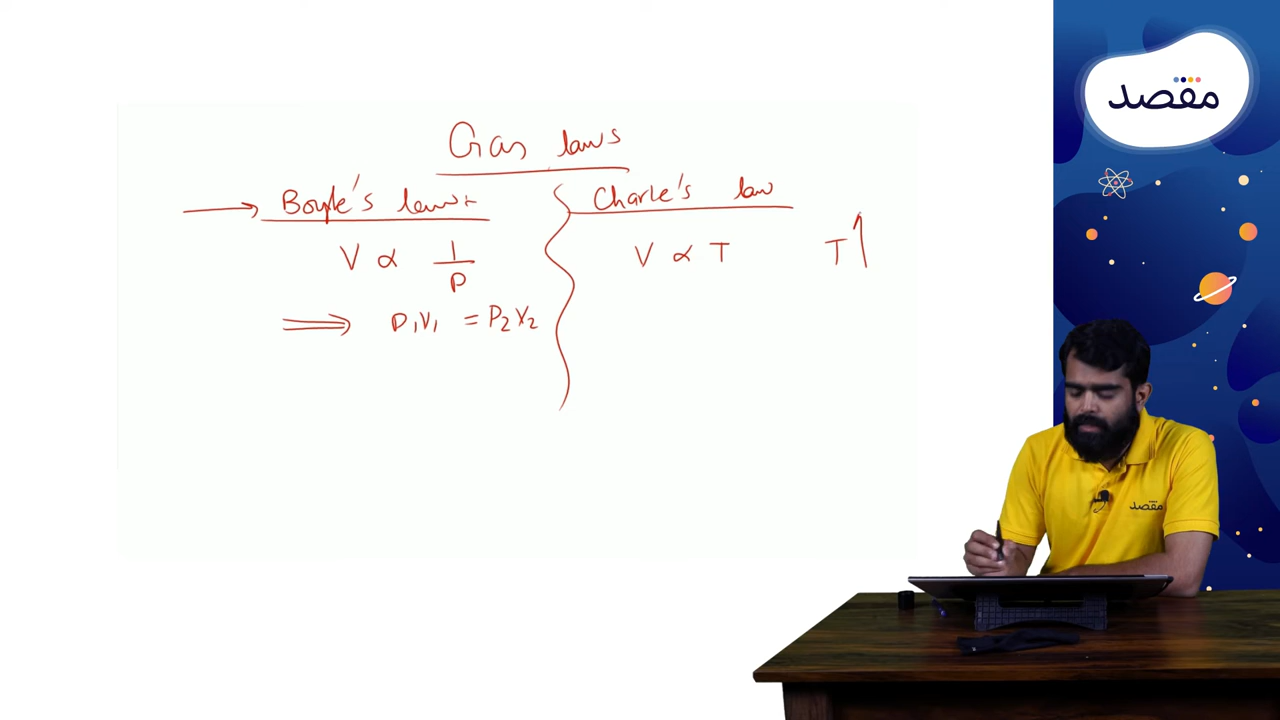 مقصد
Gas laws
Boyle's law
V ∝ 1/P
⟹ P₁V₁ = P₂V₂
Charle's law
V ∝ T
T↑
مقصد